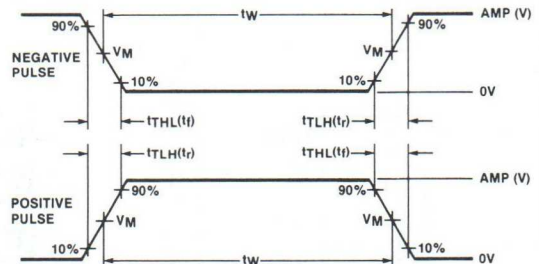 tW
AMP (V)
90%
90%
VM
VM
NEGATIVE
PULSE
10%
10%
0V
tTHL(tf)
tTLH(tr)
tTLH(tr)
tTHL(tf)
AMP (V)
90%
90%
POSITIVE
PULSE
VM
VM
10%
10%
0V
tW